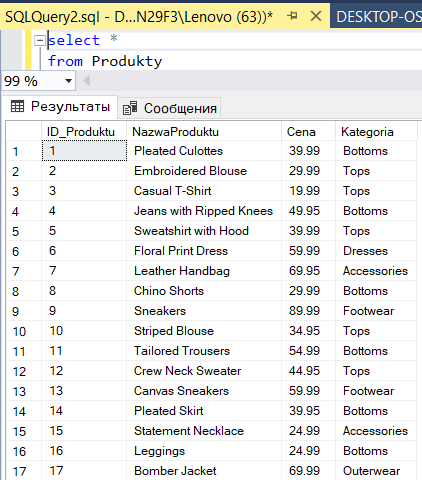 SQLQuery2.sql - D...N29F3\Lenovo (63))* DESKTOP-OS
select *
from Produkty
99 %
Результаты Сообщения
ID_Produktu NazwaProduktu Cena Kategoria
1 1 Pleated Culottes 39.99 Bottoms
2 2 Embroidered Blouse 29.99 Tops
3 3 Casual T-Shirt 19.99 Tops
4 4 Jeans with Ripped Knees 49.95 Bottoms
5 5 Sweatshirt with Hood 39.99 Tops
6 6 Floral Print Dress 59.99 Dresses
7 7 Leather Handbag 69.95 Accessories
8 8 Chino Shorts 29.99 Bottoms
9 9 Sneakers 89.99 Footwear
10 10 Striped Blouse 34.95 Tops
11 11 Tailored Trousers 54.99 Bottoms
12 12 Crew Neck Sweater 44.95 Tops
13 13 Canvas Sneakers 59.99 Footwear
14 14 Pleated Skirt 39.95 Bottoms
15 15 Statement Necklace 24.99 Accessories
16 16 Leggings 24.99 Bottoms
17 17 Bomber Jacket 69.99 Outerwear